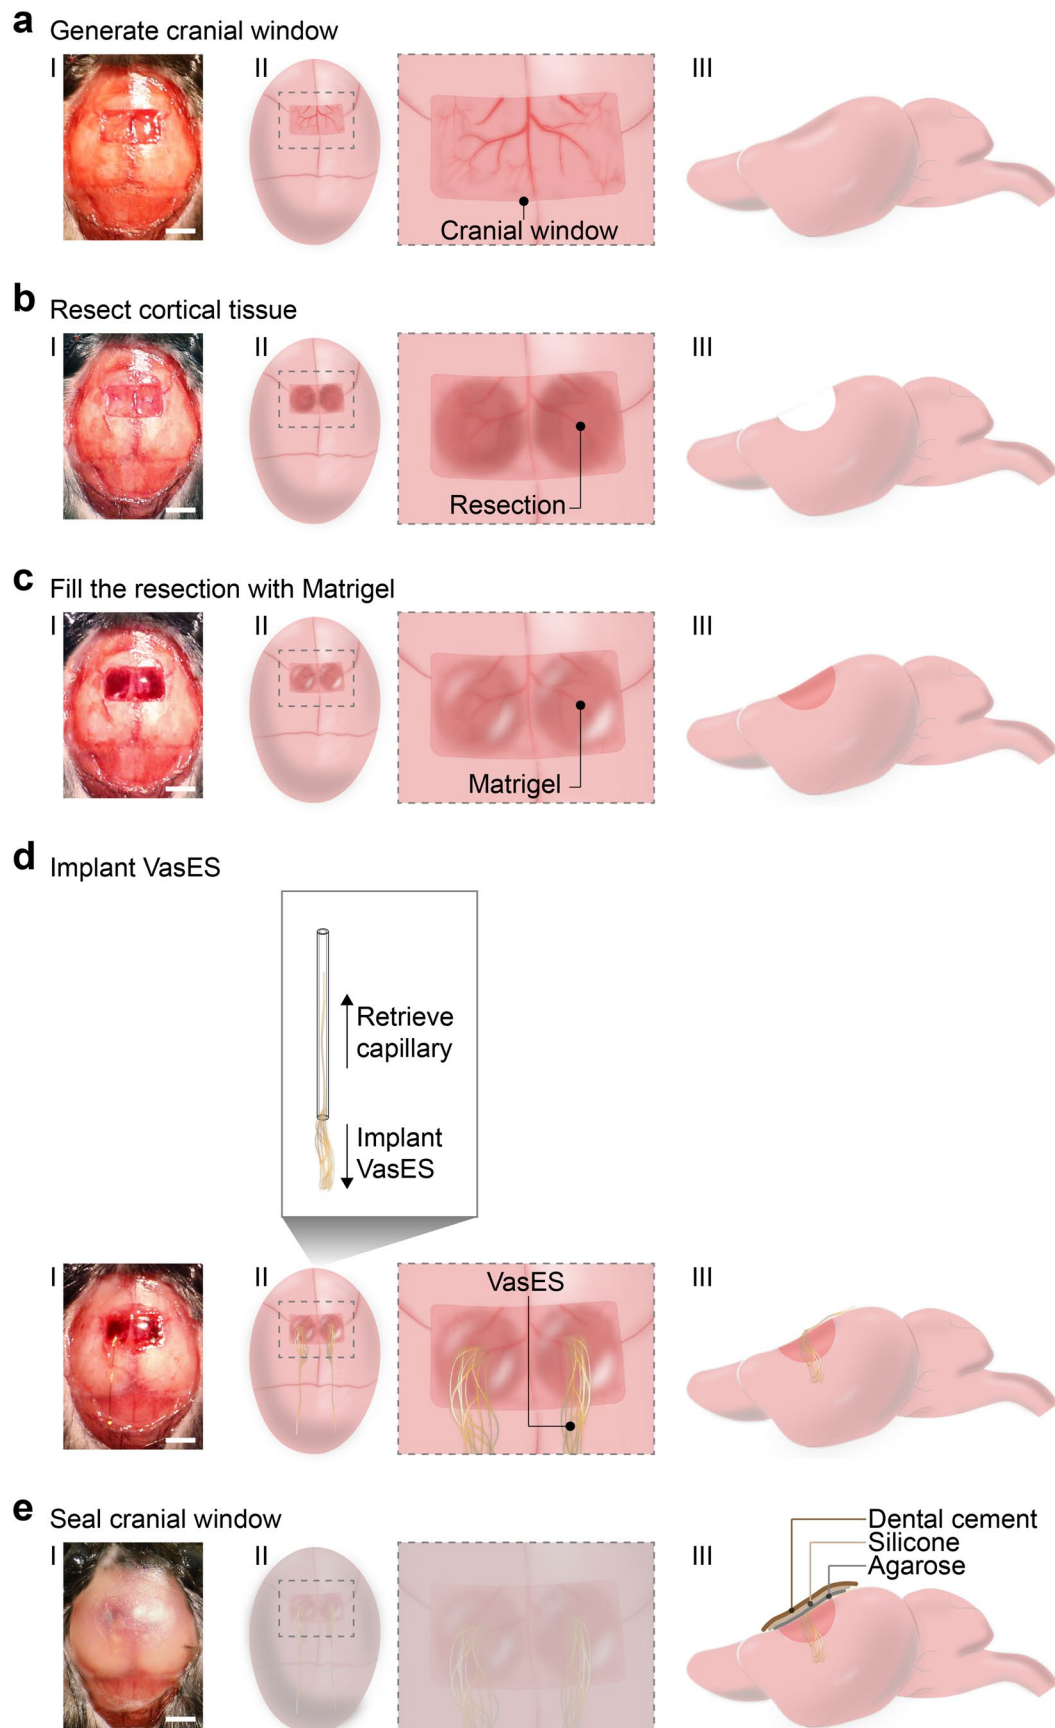 a Generate cranial window
I II III
Cranial window
b Resect cortical tissue
I II III
Resection
c Fill the resection with Matrigel
I II III
Matrigel
d Implant VasES
Retrieve
capillary
Implant
VasES
I II III
VasES
e Seal cranial window
I II III
Dental cement
Silicone
Agarose